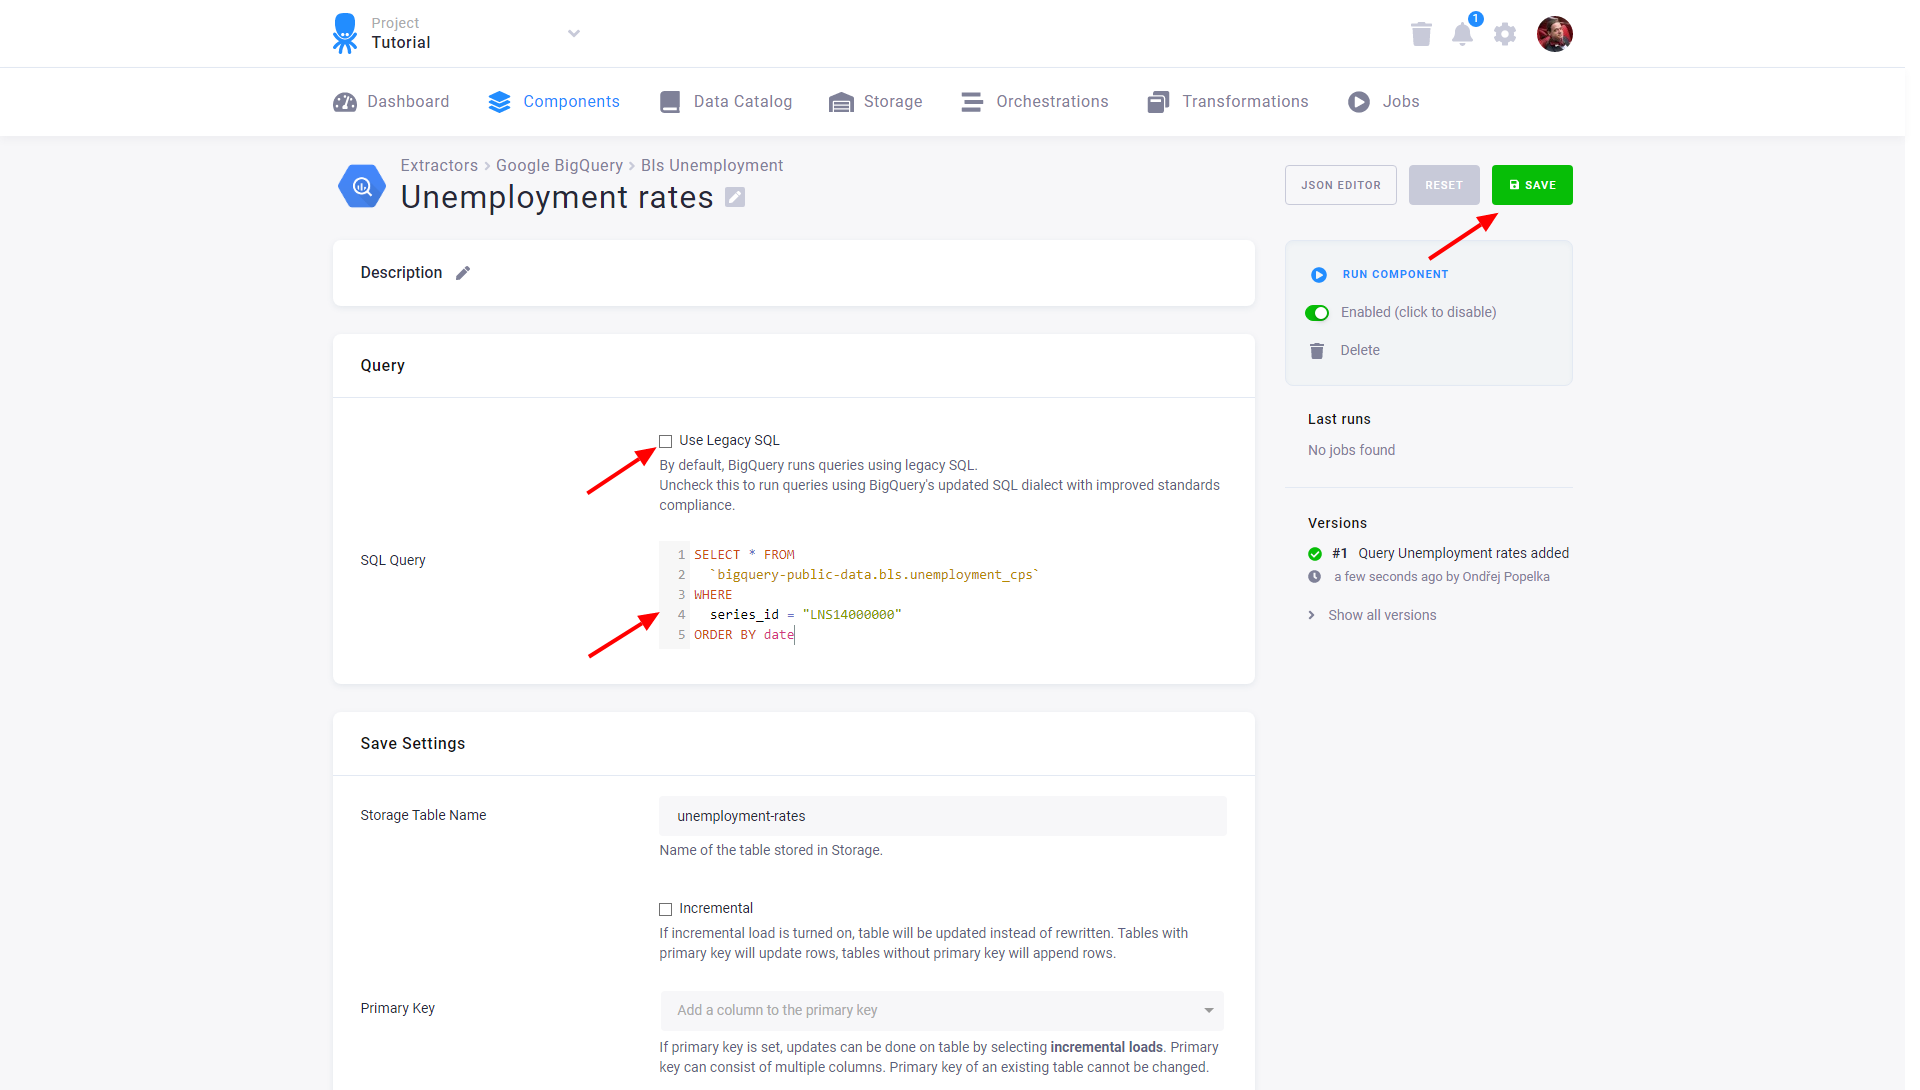 Project
Tutorial
1
Dashboard
Components
Data Catalog
Storage
Orchestrations
Transformations
Jobs
Extractors > Google BigQuery > Bls Unemployment
Unemployment rates
JSON EDITOR
RESET
SAVE
Description
Query
Use Legacy SQL
By default, BigQuery runs queries using legacy SQL.
Uncheck this to run queries using BigQuery's updated SQL dialect with improved standards
compliance.
SQL Query
1 SELECT * FROM
2   `bigquery-public-data.bls.unemployment_cps`
3 WHERE
4   series_id = "LNS14000000"
5 ORDER BY date
Save Settings
Storage Table Name
unemployment-rates
Name of the table stored in Storage.
Incremental
If incremental load is turned on, table will be updated instead of rewritten. Tables with
primary key will update rows, tables without primary key will append rows.
Primary Key
Add a column to the primary key
If primary key is set, updates can be done on table by selecting incremental loads. Primary
key can consist of multiple columns. Primary key of an existing table cannot be changed.
RUN COMPONENT
Enabled (click to disable)
Delete
Last runs
No jobs found
Versions
#1 Query Unemployment rates added
a few seconds ago by Ondřej Popelka
Show all versions